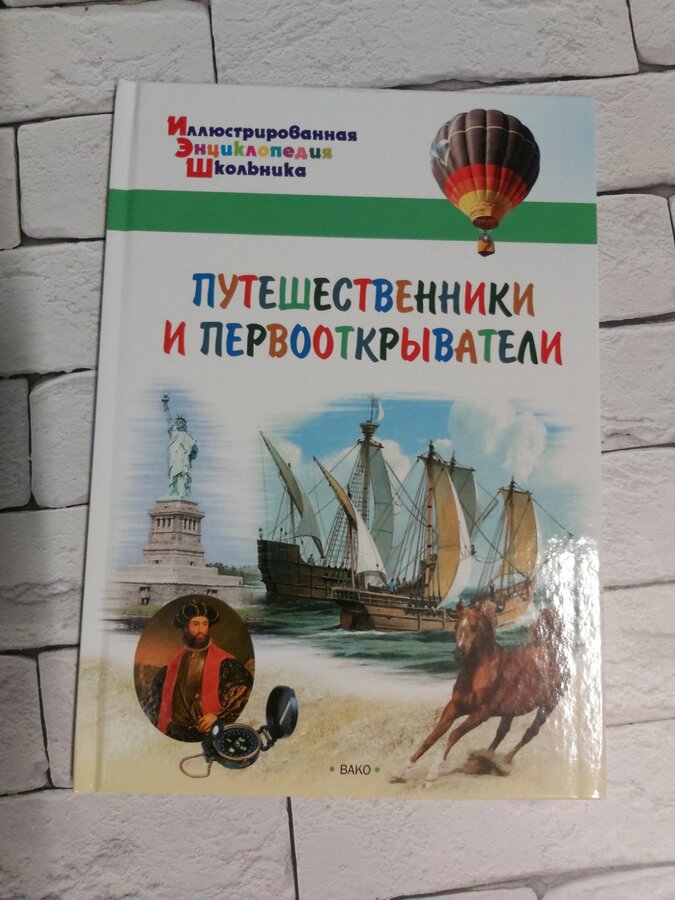 Иллюстрированная
Энциклопедия
Школьника
ПУТЕШЕСТВЕННИКИ
И ПЕРВООТКРЫВАТЕЛИ
• ВАКО •